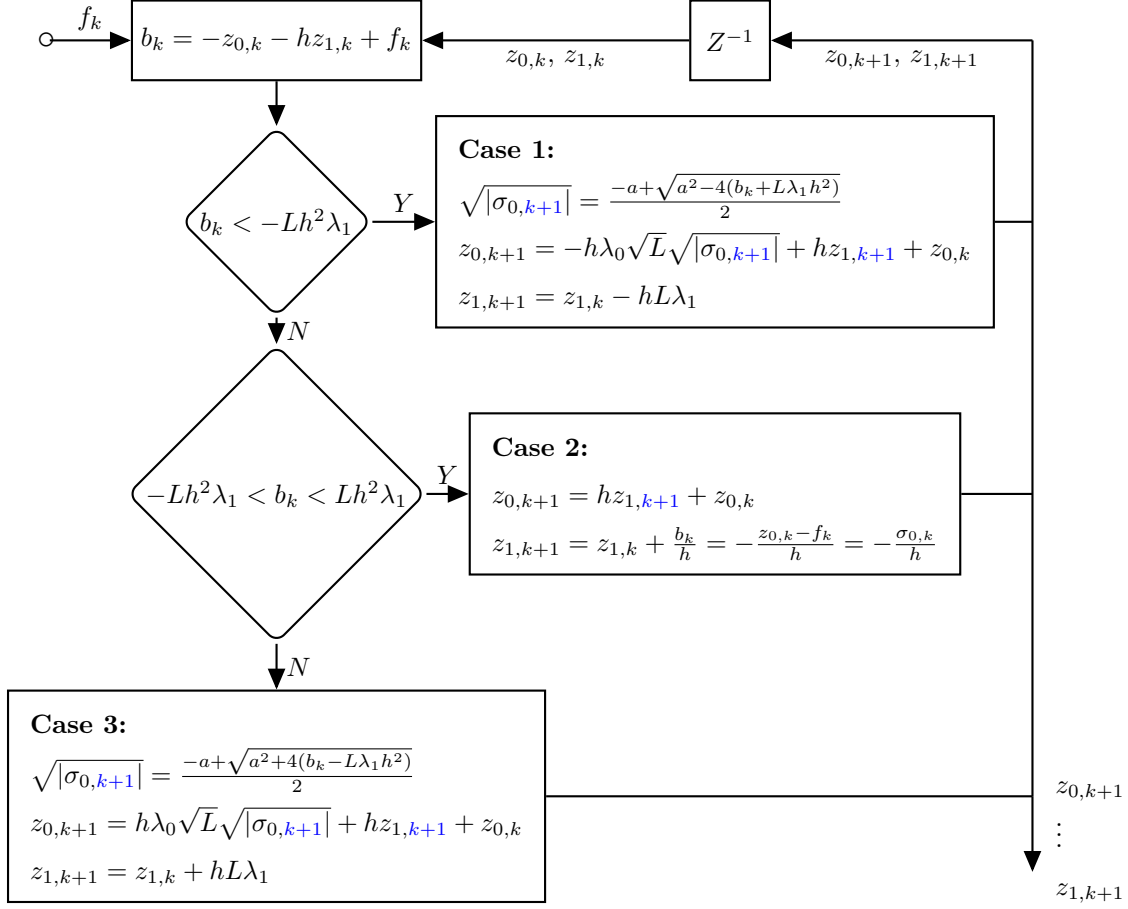 f_k
b_k = −z_{0,k} − hz_{1,k} + f_k
Z^{−1}
z_{0,k}, z_{1,k}
z_{0,k+1}, z_{1,k+1}
b_k < −Lh^2λ_1
Y
Case 1:
√|σ_{0,k+1}| = \frac{−a+√{a^2−4(b_k+Lλ_1h^2)}}{2}
z_{0,k+1} = −hλ_0√L√|σ_{0,k+1}| + hz_{1,k+1} + z_{0,k}
z_{1,k+1} = z_{1,k} − hLλ_1
N
−Lh^2λ_1 < b_k < Lh^2λ_1
Y
Case 2:
z_{0,k+1} = hz_{1,k+1} + z_{0,k}
z_{1,k+1} = z_{1,k} + \frac{b_k}{h} = −\frac{z_{0,k}−f_k}{h} = −\frac{σ_{0,k}}{h}
N
Case 3:
√|σ_{0,k+1}| = \frac{−a+√{a^2+4(b_k−Lλ_1h^2)}}{2}
z_{0,k+1} = hλ_0√L√|σ_{0,k+1}| + hz_{1,k+1} + z_{0,k}
z_{1,k+1} = z_{1,k} + hLλ_1
z_{0,k+1}
⋮
z_{1,k+1}